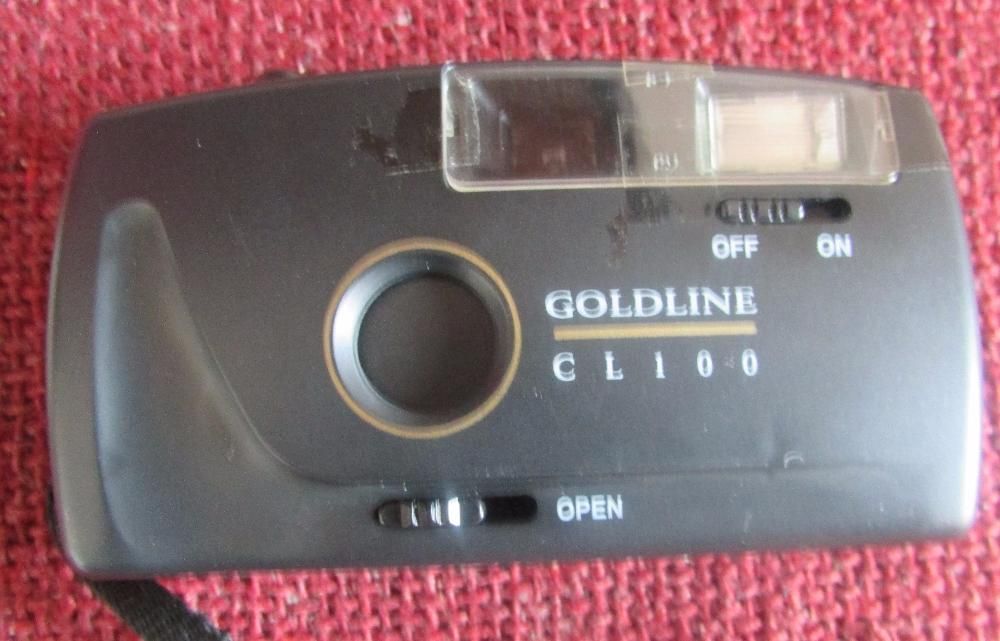 OFF ON
GOLDLINE
CL100
OPEN